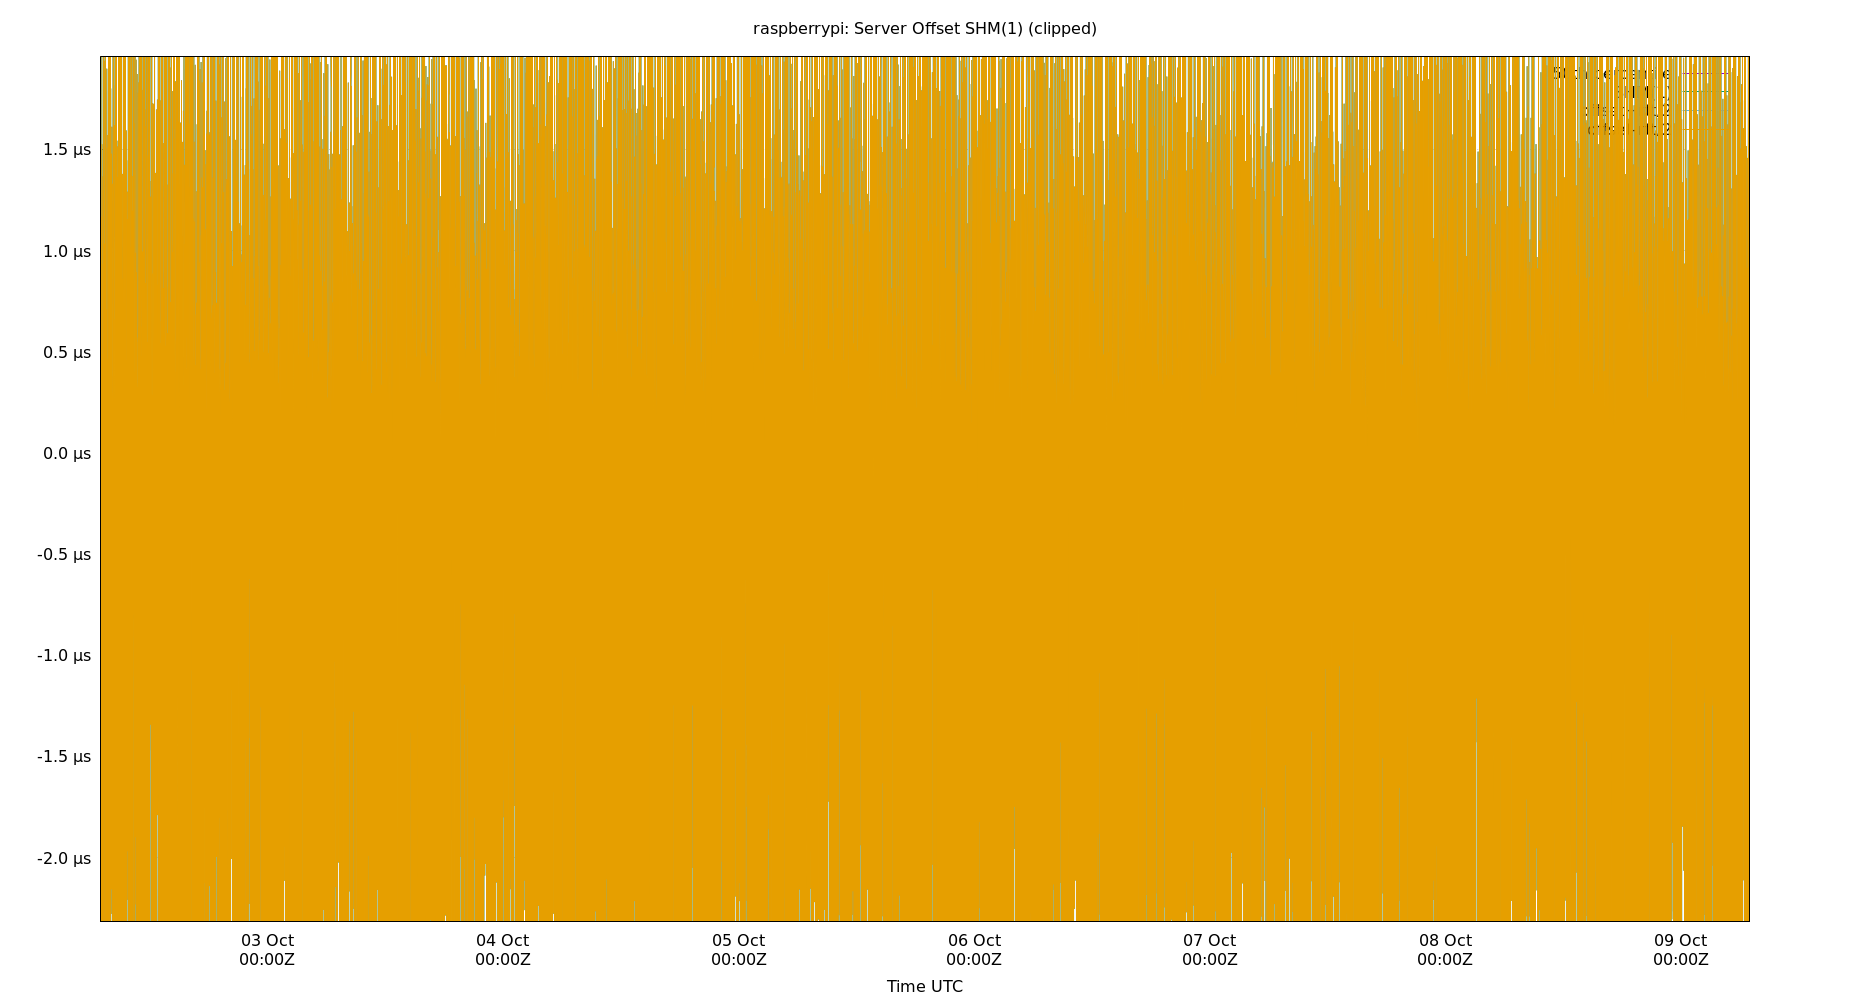 raspberrypi: Server Offset SHM(1) (clipped)
1.5 µs
1.0 µs
0.5 µs
0.0 µs
-0.5 µs
-1.0 µs
-1.5 µs
-2.0 µs
03 Oct 04 Oct 05 Oct 06 Oct 07 Oct 08 Oct 09 Oct
00:00Z 00:00Z 00:00Z 00:00Z 00:00Z 00:00Z 00:00Z
Time UTC